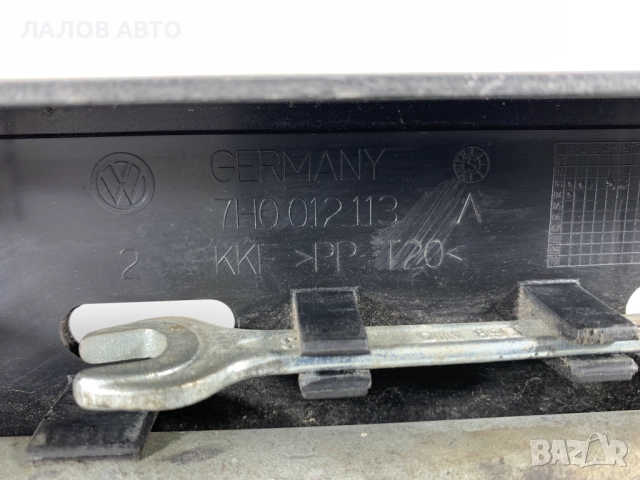 ЛАЛОВ АВТО
GERMANY
7H0 012 113 A
2 KKF >PP-T20<
BAZAR